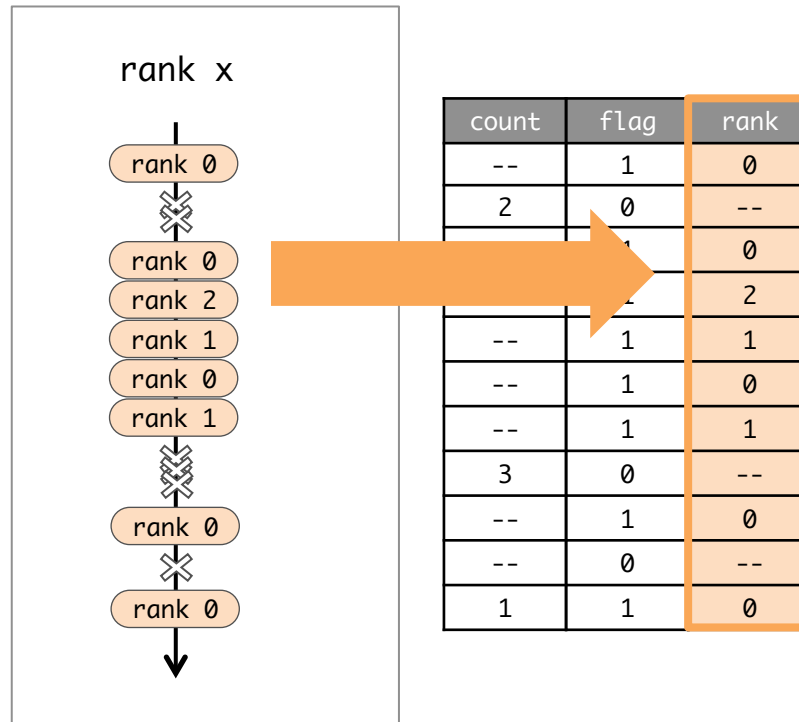 rank x
rank 0
rank 0
rank 2
rank 1
rank 0
rank 1
rank 0
rank 0
count flag rank
-- 1 0
2 0 --
0
2
-- 1 1
-- 1 0
-- 1 1
3 0 --
-- 1 0
-- 0 --
1 1 0